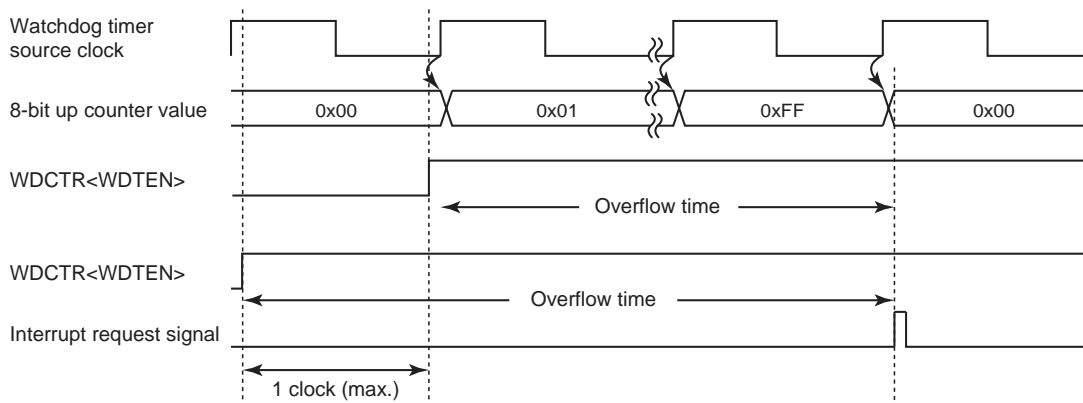 Watchdog timer
source clock
8-bit up counter value
0x00
0x01
0xFF
0x00
WDCTR<WDTEN>
Overflow time
WDCTR<WDTEN>
Overflow time
Interrupt request signal
1 clock (max.)